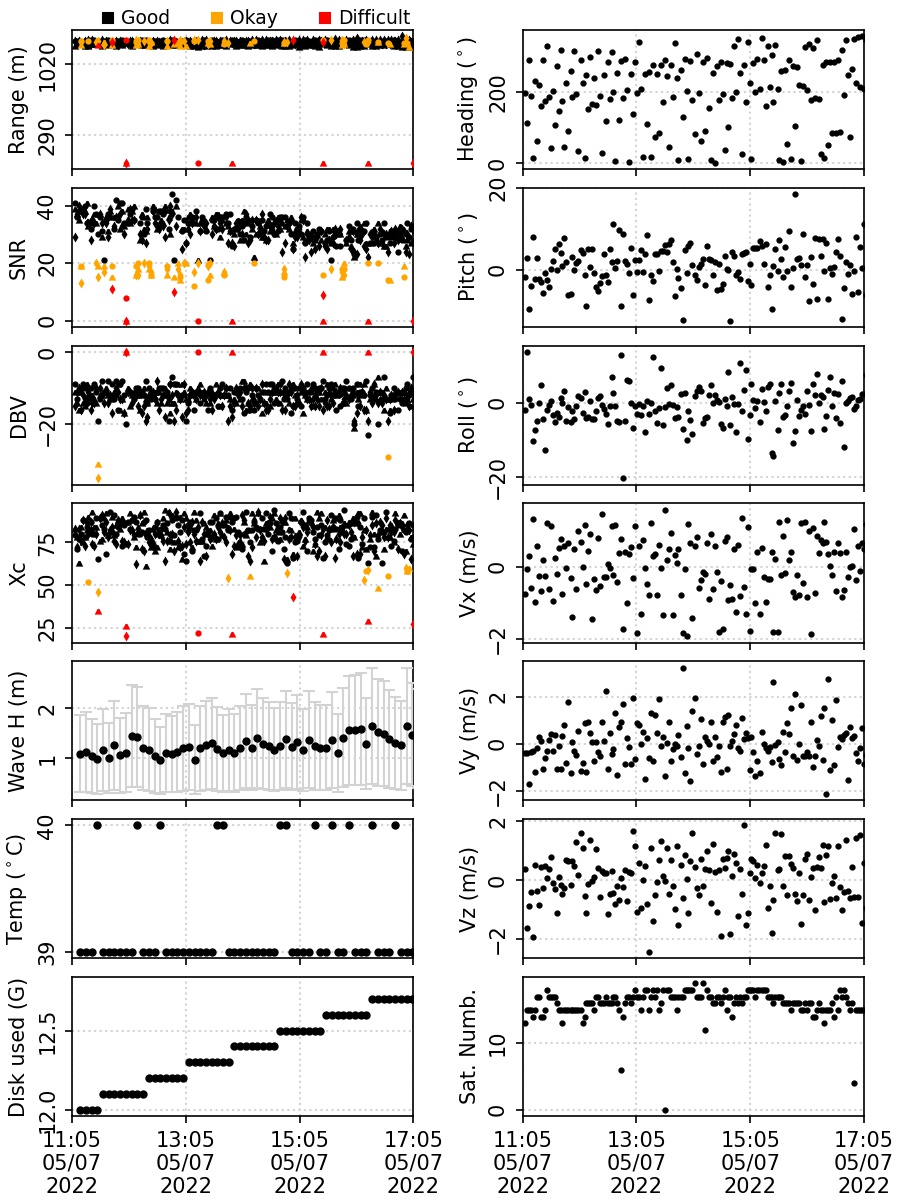 Good Okay Difficult
Range (m)
1020
290
Heading (°)
200
0
SNR
40
20
0
Pitch (°)
20
0
DBV
0
−20
Roll (°)
0
−20
Xc
75
50
25
Vx (m/s)
0
−2
Wave H (m)
2
1
Vy (m/s)
2
0
−2
Temp (°C)
40
39
Vz (m/s)
2
0
−2
Disk used (G)
12.5
12.0
Sat. Numb.
10
0
11:05 13:05 15:05 17:05
05/07 05/07 05/07 05/07
2022 2022 2022 2022
11:05 13:05 15:05 17:05
05/07 05/07 05/07 05/07
2022 2022 2022 2022